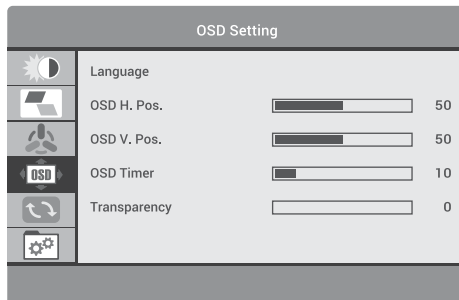 OSD Setting
Language
OSD H. Pos. 50
OSD V. Pos. 50
OSD OSD Timer 10
Transparency 0